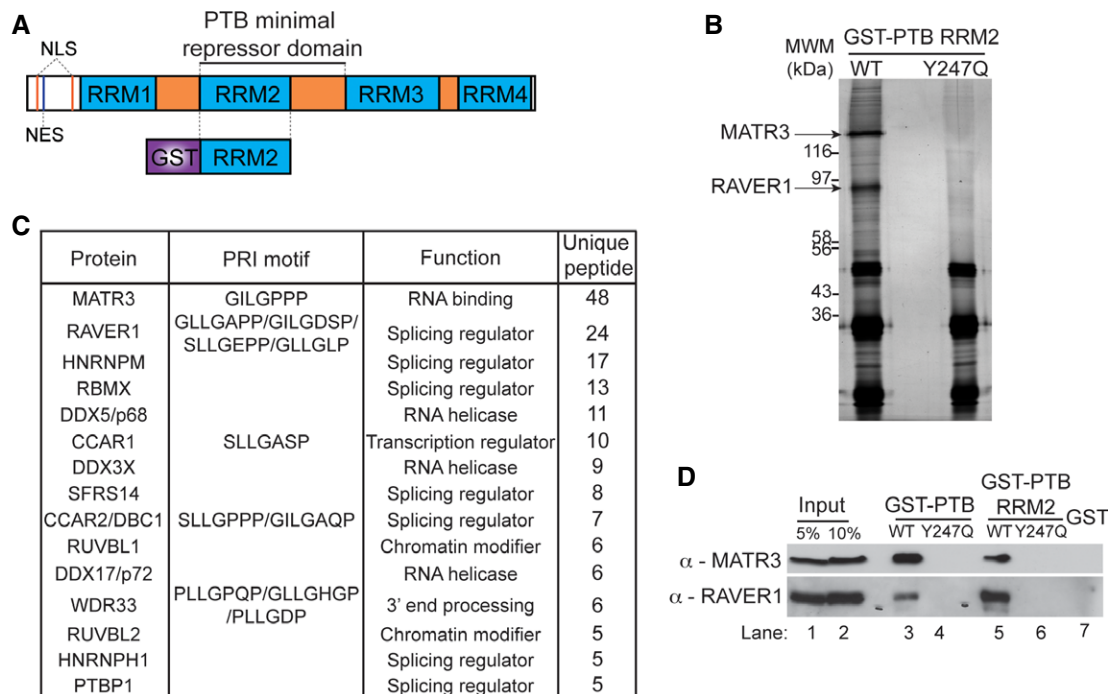 A
PTB minimal
repressor domain
NLS
RRM1 RRM2 RRM3 RRM4
NES
GST RRM2
B
MWM
(kDa)
GST-PTB RRM2
WT Y247Q
MATR3
116
97
RAVER1
58
56
43
36
C
Protein PRI motif Function Unique
peptide
MATR3 GILGPPP RNA binding 48
RAVER1 GLLGAPP/GILGDSP/
SLLGEPP/GLLGLP Splicing regulator 24
HNRNPM Splicing regulator 17
RBMX Splicing regulator 13
DDX5/p68 RNA helicase 11
CCAR1 SLLGASP Transcription regulator 10
DDX3X RNA helicase 9
SFRS14 Splicing regulator 8
CCAR2/DBC1 SLLGPPP/GILGAQP Splicing regulator 7
RUVBL1 Chromatin modifier 6
DDX17/p72 RNA helicase 6
WDR33 PLLGPQP/GLLGHGP
/PLLGDP 3' end processing 6
RUVBL2 Chromatin modifier 5
HNRNPH1 Splicing regulator 5
PTBP1 Splicing regulator 5
D
Input GST-PTB GST-PTB
RRM2 GST
5% 10% WT Y247Q WT Y247Q
α - MATR3
α - RAVER1
Lane: 1 2 3 4 5 6 7